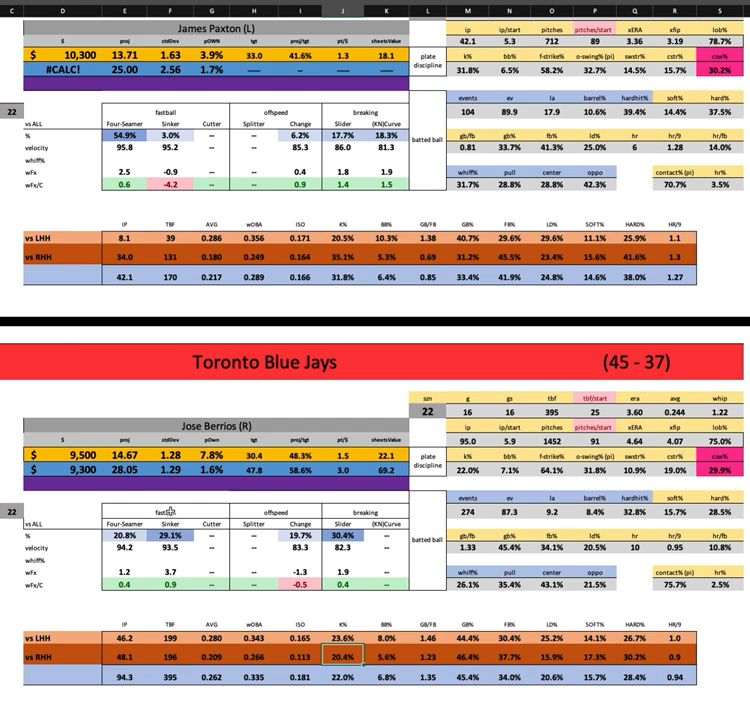 C D E F G H I J K L M N O P Q R S
James Paxton (L) ip ip/start pitches pitches/start xERA xfip lob%
$ proj stdDev pOWN tgt proj/tgt pt/$ sheetsValue 42.1 5.3 712 89 3.36 3.19 78.7%
$ 10,300 13.71 1.63 3.9% 33.0 41.6% 1.3 18.1 plate discipline k% bb% f-strike% o-swing% (pi) swstr% cstr% csw%
#CALC! 25.00 2.56 1.7% ----- ---- ---- ---- 31.8% 6.5% 58.2% 32.7% 14.5% 15.7% 30.2%
events ev la barrel% hardhit% soft% hard%
22 fastball offspeed breaking 104 89.9 17.9 10.6% 39.4% 14.4% 37.5%
vs ALL Four-Seamer Sinker Cutter Splitter Change Slider (KN)Curve
% 54.9% 3.0% -- -- 6.2% 17.7% 18.3% batted ball gb/fb gb% fb% ld% hr hr/9 hr/fb
velocity 95.8 95.2 -- -- 85.3 86.0 81.3 0.81 33.7% 41.3% 25.0% 6 1.28 14.0%
whiff%
wFx 2.5 -0.9 -- -- 0.4 1.8 1.9 whiff% pull center oppo contact% (pi) hr%
wFx/C 0.6 -4.2 -- -- 0.9 1.4 1.5 31.7% 28.8% 28.8% 42.3% 70.7% 3.5%
IP TBF AVG wOBA ISO K% BB% GB/FB GB% FB% LD% SOFT% HARD% HR/9
vs LHH 8.1 39 0.286 0.356 0.171 20.5% 10.3% 1.38 40.7% 29.6% 29.6% 11.1% 25.9% 1.1
vs RHH 34.0 131 0.180 0.249 0.164 35.1% 5.3% 0.69 31.2% 45.5% 23.4% 15.6% 41.6% 1.3
42.1 170 0.217 0.289 0.166 31.8% 6.4% 0.85 33.4% 41.9% 24.8% 14.6% 38.0% 1.27
Toronto Blue Jays (45 - 37)
szn g gs tbf tbf/start era avg whip
22 16 16 395 25 3.60 0.244 1.22
Jose Berrios (R) ip ip/start pitches pitches/start xERA xfip lob%
$ proj stdDev pOwn tgt proj/tgt pt/$ sheetsValue 95.0 5.9 1452 91 4.64 4.07 75.0%
$ 9,500 14.67 1.28 7.8% 30.4 48.3% 1.5 22.1 plate discipline k% bb% f-strike% o-swing% (pi) swstr% cstr% csw%
$ 9,300 28.05 1.29 1.6% 47.8 58.6% 3.0 69.2 22.0% 7.1% 64.1% 31.8% 10.9% 19.0% 29.9%
events ev la barrel% hardhit% soft% hard%
22 fastball offspeed breaking 274 87.3 9.2 8.4% 32.8% 15.7% 28.5%
vs ALL Four-Seamer Sinker Cutter Splitter Change Slider (KN)Curve
% 20.8% 29.1% -- -- 19.7% 30.4% -- batted ball gb/fb gb% fb% ld% hr hr/9 hr/fb
velocity 94.2 93.5 -- -- 83.3 82.3 -- 1.33 45.4% 34.1% 20.5% 10 0.95 10.8%
whiff%
wFx 1.2 3.7 -- -- -1.3 1.9 -- whiff% pull center oppo contact% (pi) hr%
wFx/C 0.4 0.9 -- -- -0.5 0.4 -- 26.1% 35.4% 43.1% 21.5% 75.7% 2.5%
IP TBF AVG wOBA ISO K% BB% GB/FB GB% FB% LD% SOFT% HARD% HR/9
vs LHH 46.2 199 0.280 0.343 0.165 23.6% 8.0% 1.46 44.4% 30.4% 25.2% 14.1% 26.7% 1.0
vs RHH 48.1 196 0.209 0.266 0.113 20.4% 5.6% 1.23 46.4% 37.7% 15.9% 17.3% 30.2% 0.9
94.3 395 0.262 0.335 0.181 22.0% 6.8% 1.35 45.4% 34.0% 20.6% 15.7% 28.4% 0.94